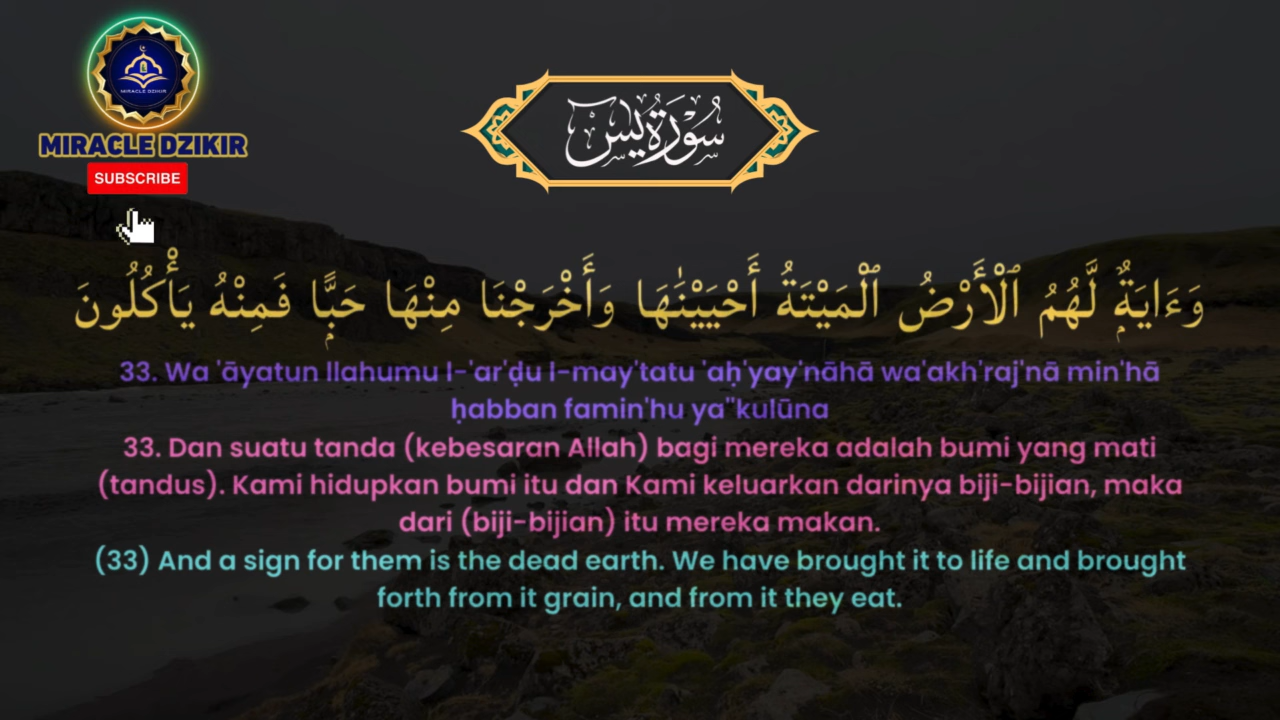 MIRACLE DZIKIR
MIRACLE DZIKIR
SUBSCRIBE
سُورَةُ يس
وَءَايَةٌۭ لَّهُمُ ٱلْأَرْضُ ٱلْمَيْتَةُ أَحْيَيْنَـٰهَا وَأَخْرَجْنَا مِنْهَا حَبًّۭا فَمِنْهُ يَأْكُلُونَ
33. Wa 'āyatun llahumu l-'ar'ḍu l-may'tatu 'aḥ'yay'nāhā wa'akh'raj'nā min'hā
ḥabban famin'hu ya''kulūna
33. Dan suatu tanda (kebesaran Allah) bagi mereka adalah bumi yang mati
(tandus). Kami hidupkan bumi itu dan Kami keluarkan darinya biji-bijian, maka
dari (biji-bijian) itu mereka makan.
(33) And a sign for them is the dead earth. We have brought it to life and brought
forth from it grain, and from it they eat.